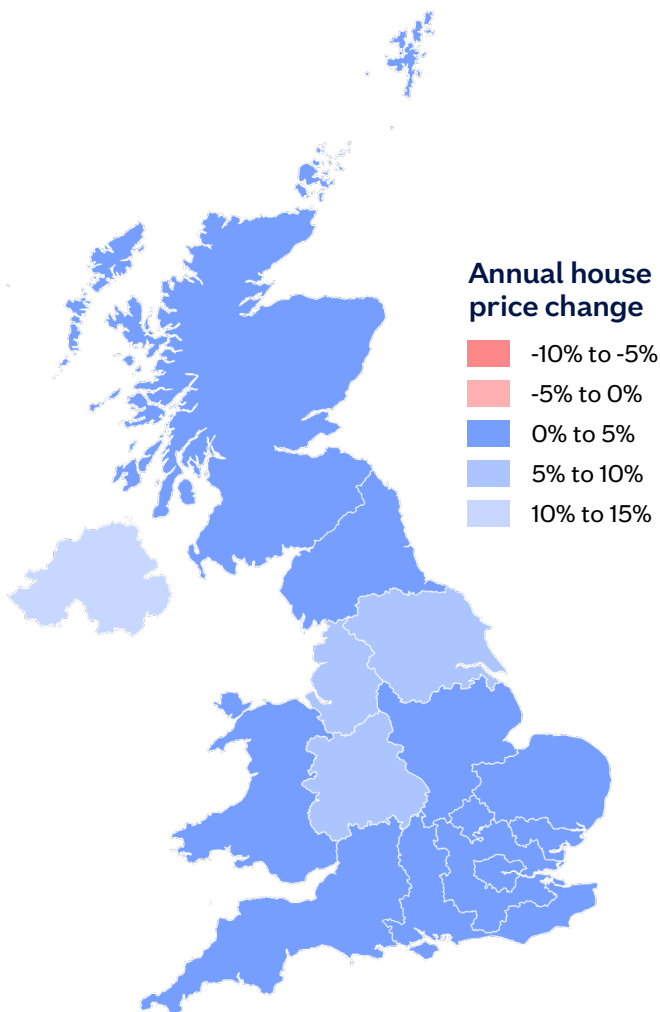 Annual house
price change
-10% to -5%
-5% to 0%
0% to 5%
5% to 10%
10% to 15%